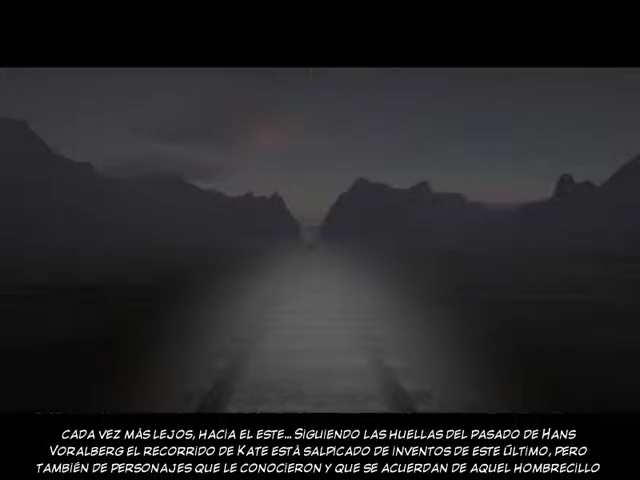 CADA VEZ MÁS LEJOS, HACIA EL ESTE... SIGUIENDO LAS HUELLAS DEL PASADO DE HANS
VORALBERG EL RECORRIDO DE KATE ESTÁ SALPICADO DE INVENTOS DE ESTE ÚLTIMO, PERO
TAMBIÉN DE PERSONAJES QUE LE CONOCIERON Y QUE SE ACUERDAN DE AQUEL HOMBRECILLO